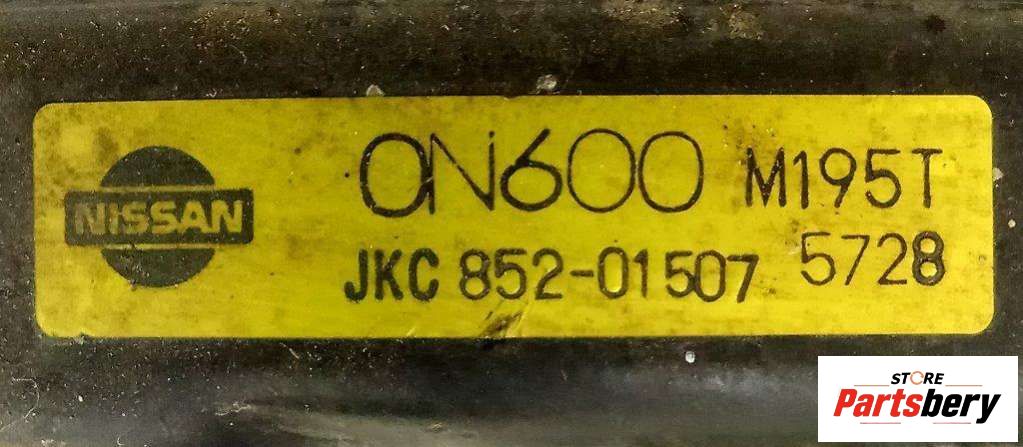 NISSAN
0N600 M195T
JKC 852-01507 5728
STORE
Partsbery